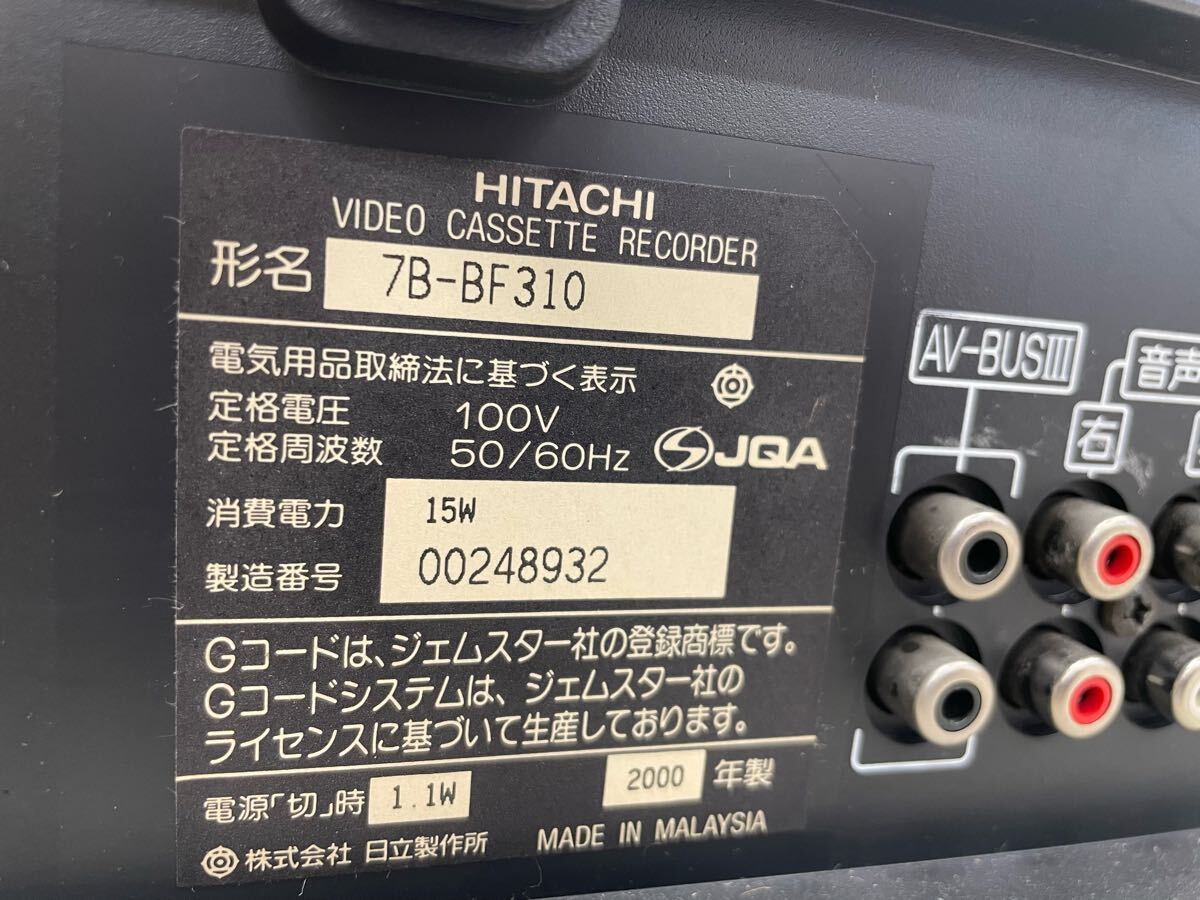 HITACHI
VIDEO CASSETTE RECORDER
形名 7B-BF310
電気用品取締法に基づく表示
定格電圧 100V
定格周波数 50/60Hz JQA
消費電力 15W
製造番号 00248932
Gコードは、ジェムスター社の登録商標です。
Gコードシステムは、ジェムスター社の
ライセンスに基づいて生産しております。
電源「切」時 1.1W 2000 年製
株式会社 日立製作所 MADE IN MALAYSIA
AV-BUSIII
音声
右